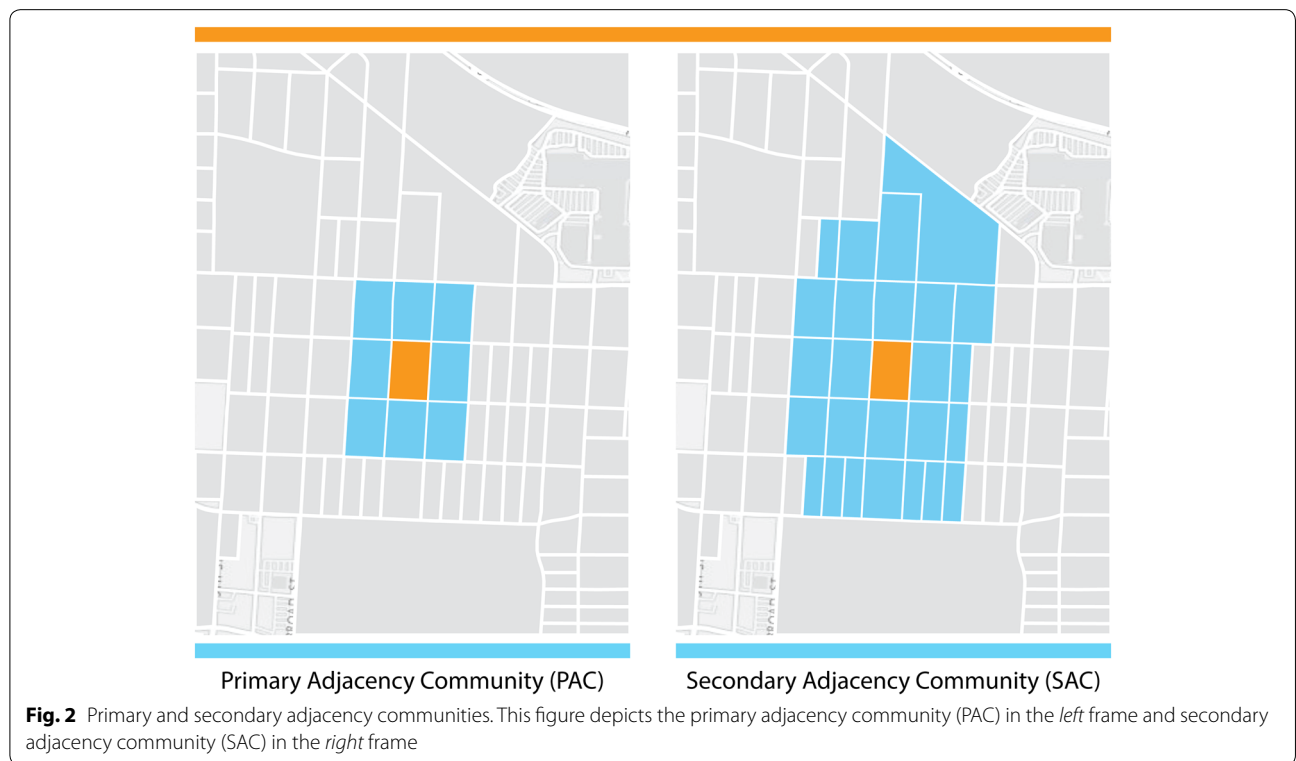 Primary Adjacency Community (PAC)
Secondary Adjacency Community (SAC)
Fig. 2 Primary and secondary adjacency communities. This figure depicts the primary adjacency community (PAC) in the left frame and secondary
adjacency community (SAC) in the right frame